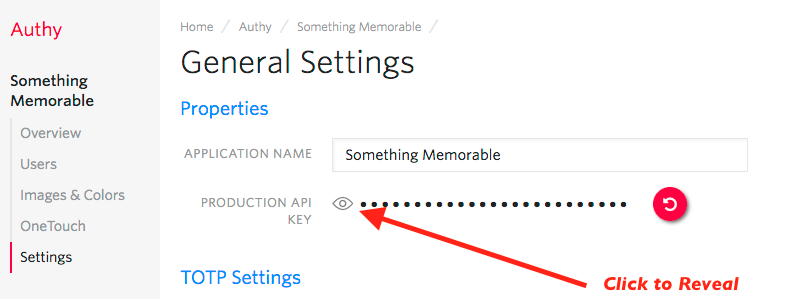 Authy
Home / Authy / Something Memorable /
General Settings
Something
Memorable
Overview
Users
Images & Colors
OneTouch
Settings
Properties
APPLICATION NAME
Something Memorable
PRODUCTION API
KEY
TOTP Settings
Click to Reveal